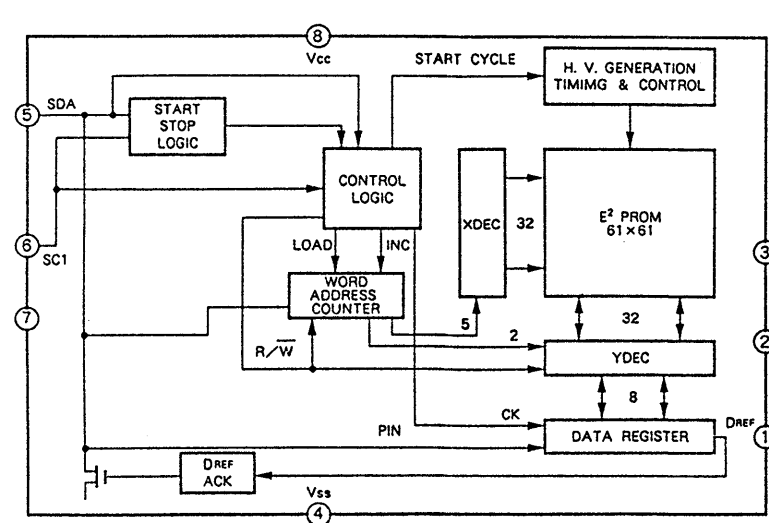 8
Vcc
START CYCLE
H. V. GENERATION
TIMIMG & CONTROL
5
SDA
START
STOP
LOGIC
CONTROL
LOGIC
XDEC
32
E² PROM
61×61
6
SC1
3
LOAD
INC
WORD
ADDRESS
COUNTER
7
5
32
2
R/W̅
2
YDEC
8
CK
DREF
1
PIN
DATA REGISTER
DREF
ACK
Vss
4